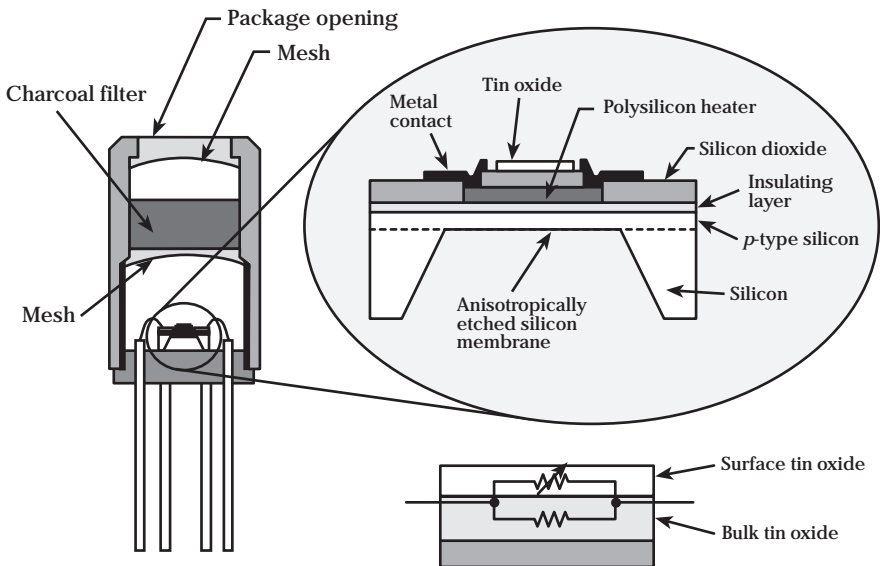 Package opening
Mesh
Charcoal filter
Mesh
Tin oxide
Metal
contact
Polysilicon heater
Silicon dioxide
Insulating
layer
p-type silicon
Silicon
Anisotropically
etched silicon
membrane
Surface tin oxide
Bulk tin oxide